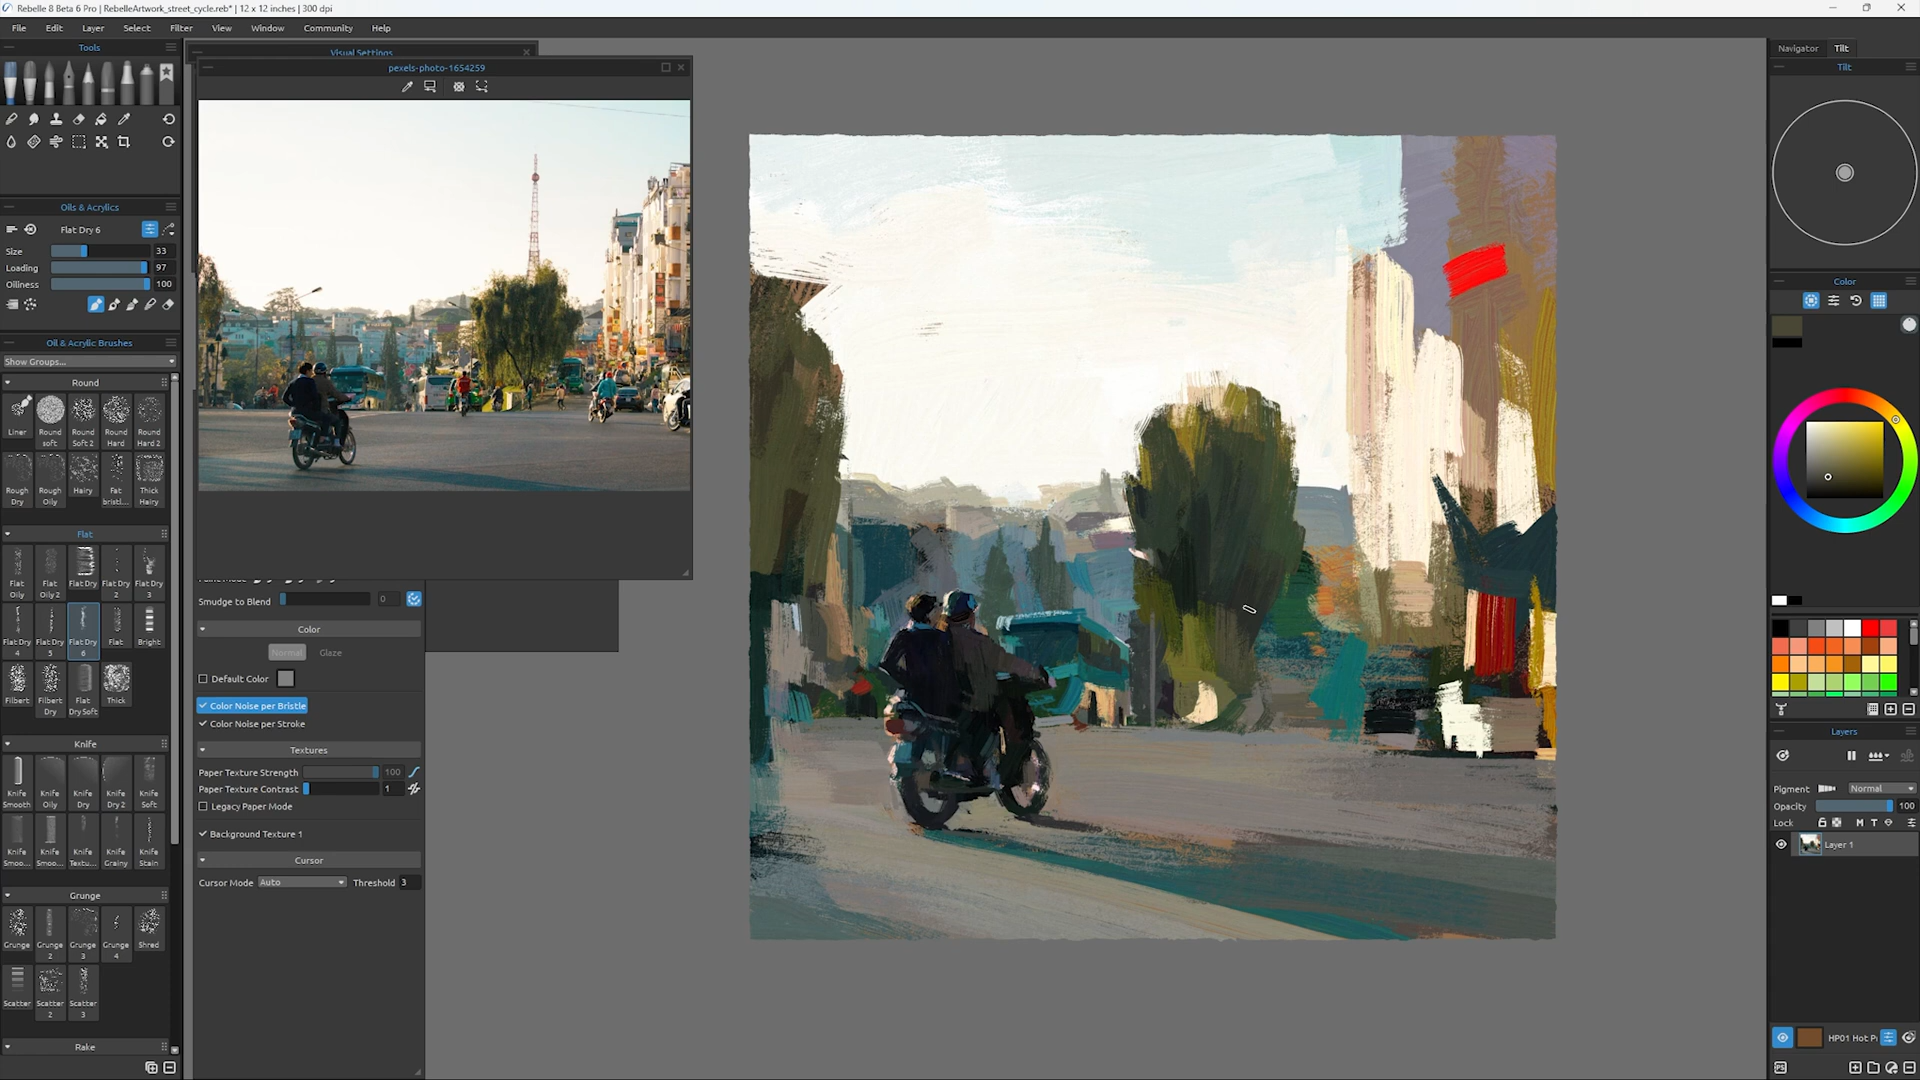 Rebelle 8 Beta 6 Pro | RebelleArtwork_street_cycle.reb* | 12 x 12 inches | 300 dpi
File Edit Layer Select Filter View Window Community Help
Tools
Visual Settings
pexels-photo-1654259
Navigator Tilt
Tilt
Oils & Acrylics
Flat Dry 6
Size 33
Loading 97
Oiliness 100
Oil & Acrylic Brushes
Show Groups...
Round
Liner
Round soft
Round Soft 2
Round Hard
Round Hard 2
Rough Dry
Rough Oily
Hairy
Fat bristl...
Thick Hairy
Flat
Flat Oily
Flat Oily 2
Flat Dry
Flat Dry 2
Flat Dry 3
Flat Dry 4
Flat Dry 5
Flat Dry 6
Flat
Bright
Filbert
Filbert Dry
Flat Dry Soft
Thick
Knife
Knife Smooth
Knife Oily
Knife Dry
Knife Dry 2
Knife Soft
Knife Smoo...
Knife Smoo...
Knife Textu...
Knife Grainy
Knife Stain
Grunge
Grunge
Grunge 2
Grunge 3
Grunge 4
Shred
Scatter
Scatter 2
Scatter 3
Rake
Smudge to Blend 0
Color
Normal Glaze
Default Color
Color Noise per Bristle
Color Noise per Stroke
Textures
Paper Texture Strength 100
Paper Texture Contrast 1
Legacy Paper Mode
Background Texture 1
Cursor
Cursor Mode Auto Threshold 3
Color
Layers
Pigment Normal
Opacity 100
Lock M T
Layer 1
HP01 Hot P
PS